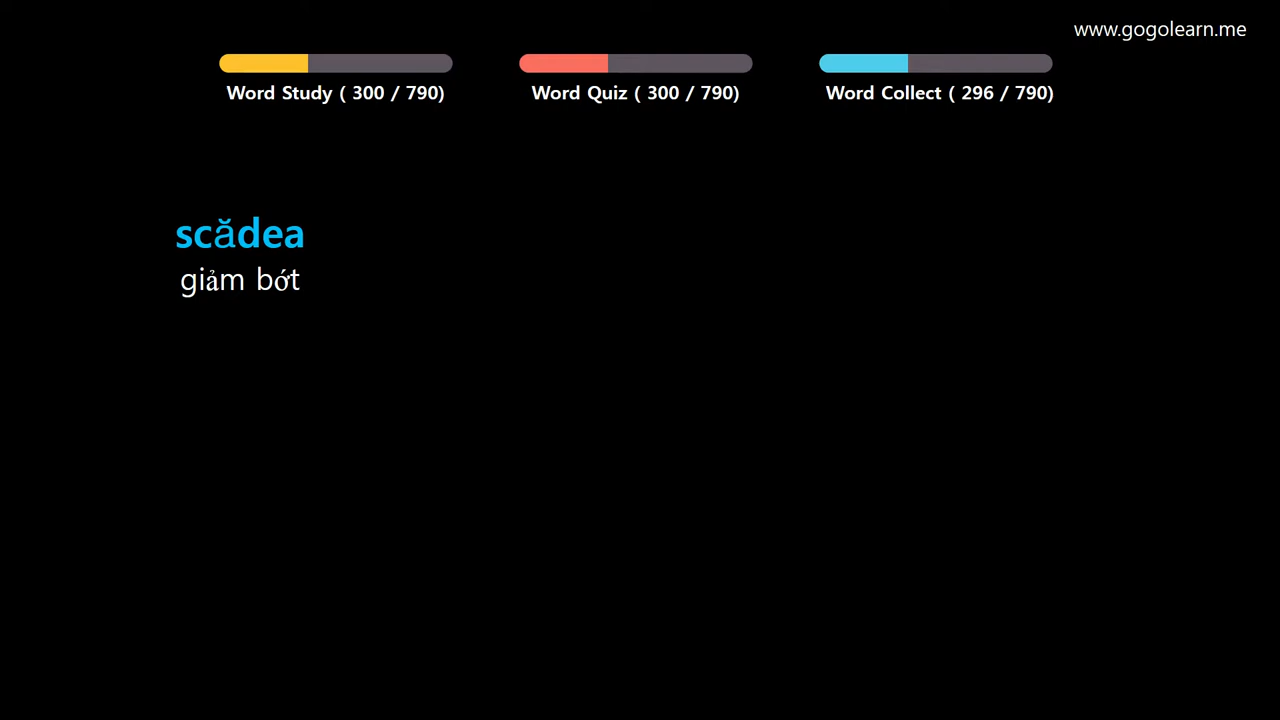 www.gogolearn.me
Word Study ( 300 / 790)
Word Quiz ( 300 / 790)
Word Collect ( 296 / 790)
scădea
giảm bớt